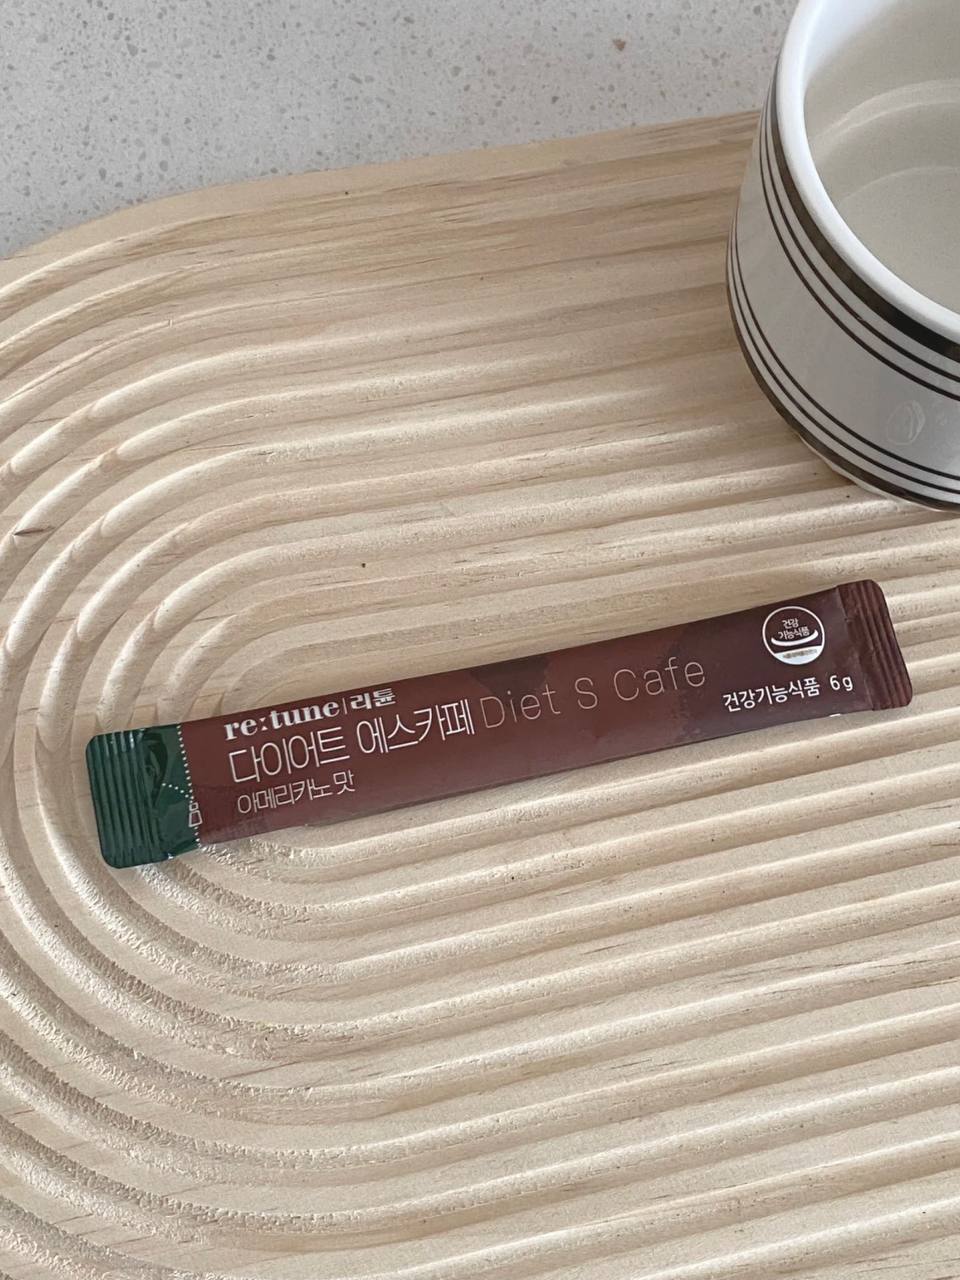 re:tune|리튠
다이어트 에스카페 Diet S Cafe
아메리카노 맛
건강
기능식품
건강기능식품 6g